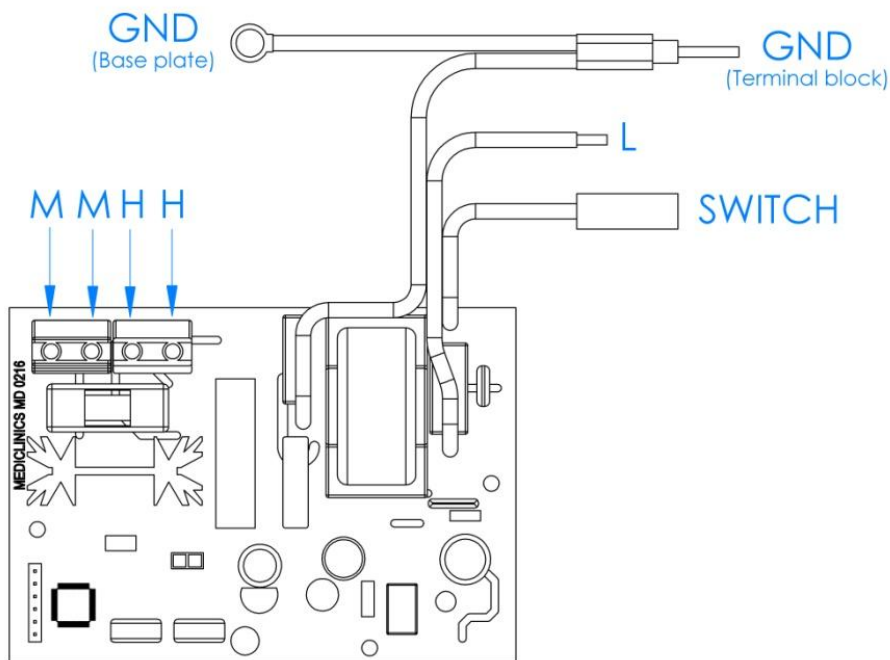 GND
(Base plate)
GND
(Terminal block)
L
M M H H
SWITCH
MEDICLINICS MD 0216